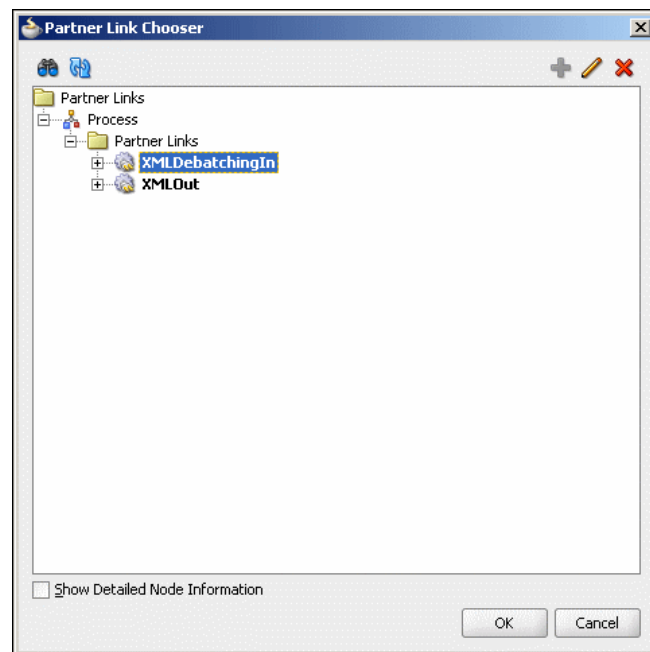 Partner Link Chooser
Partner Links
Process
Partner Links
XMLDebatchingIn
XMLOut
Show Detailed Node Information
OK Cancel